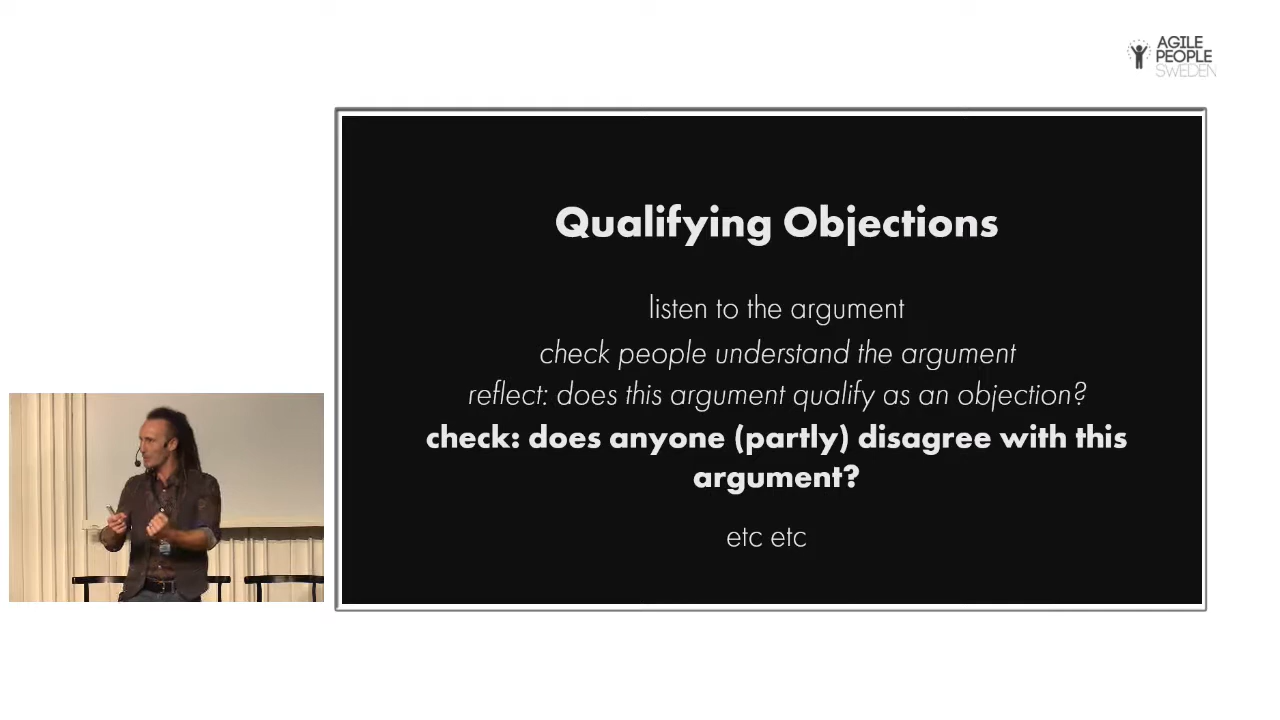 AGILE
PEOPLE
SWEDEN
Qualifying Objections
listen to the argument
check people understand the argument
reflect: does this argument qualify as an objection?
check: does anyone (partly) disagree with this
argument?
etc etc